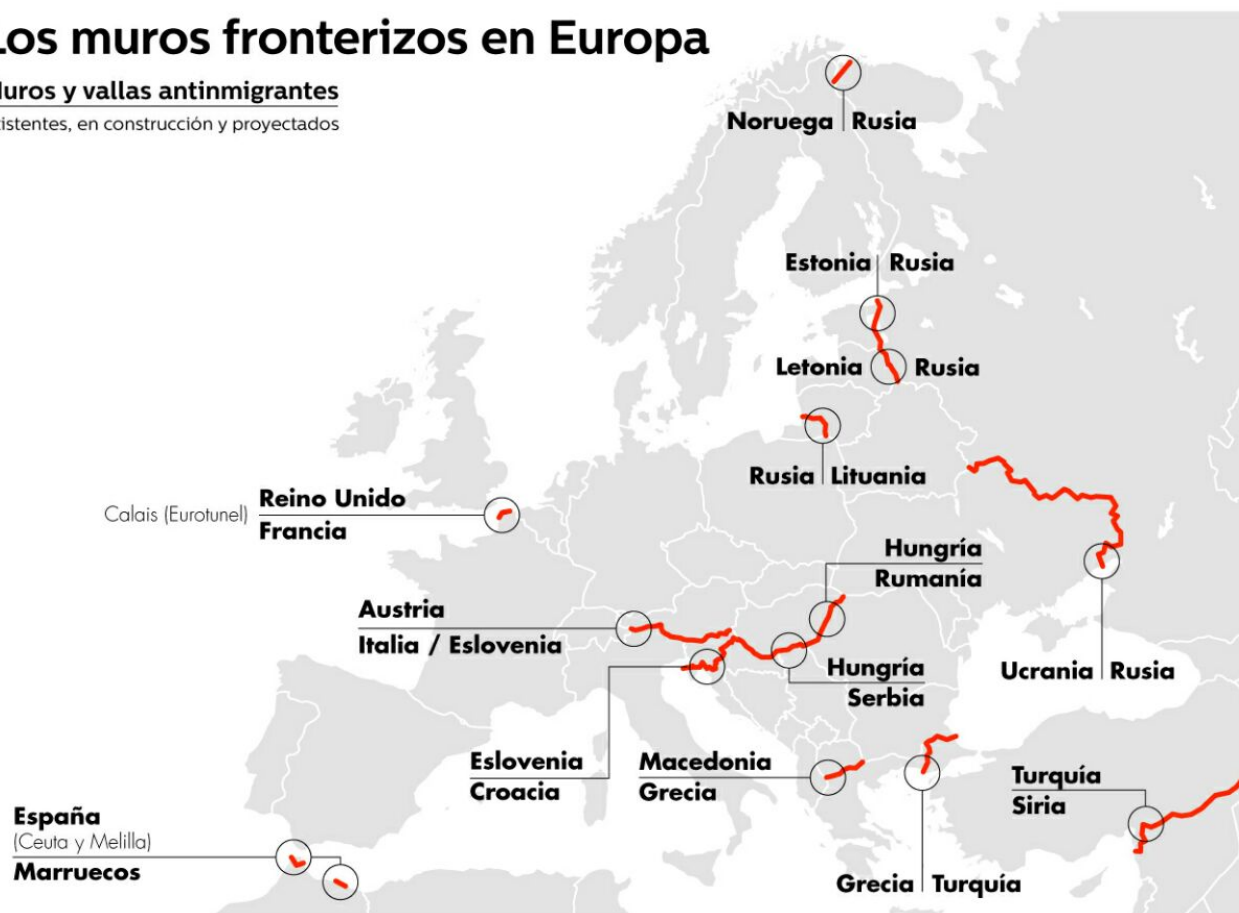 Los muros fronterizos en Europa
Muros y vallas antinmigrantes
istentes, en construcción y proyectados
Noruega | Rusia
Estonia | Rusia
Letonia Rusia
Rusia | Lituania
Calais (Eurotunel)
Reino Unido
Francia
Hungría
Rumanía
Austria
Italia / Eslovenia
Hungría
Serbia
Ucrania | Rusia
Eslovenia
Croacia
Macedonia
Grecia
Turquía
Siria
España
(Ceuta y Melilla)
Marruecos
Grecia | Turquía